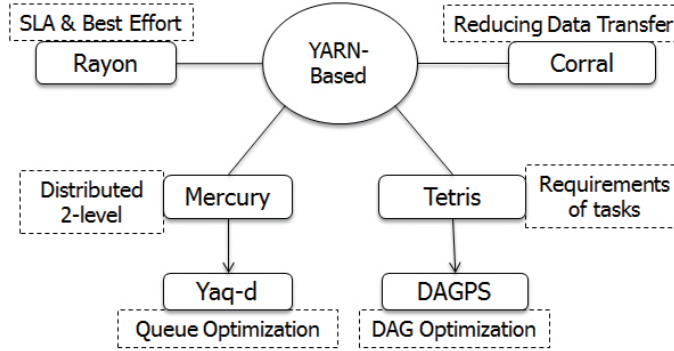 SLA & Best Effort
Rayon
YARN-
Based
Reducing Data Transfer
Corral
Distributed
2-level
Mercury
Tetris
Requirements
of tasks
Yaq-d
Queue Optimization
DAGPS
DAG Optimization